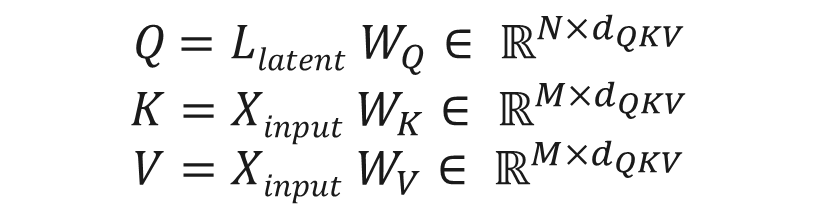 Q = L_latent W_Q ∈ ℝ^{N×d_QKV}
K = X_input W_K ∈ ℝ^{M×d_QKV}
V = X_input W_V ∈ ℝ^{M×d_QKV}